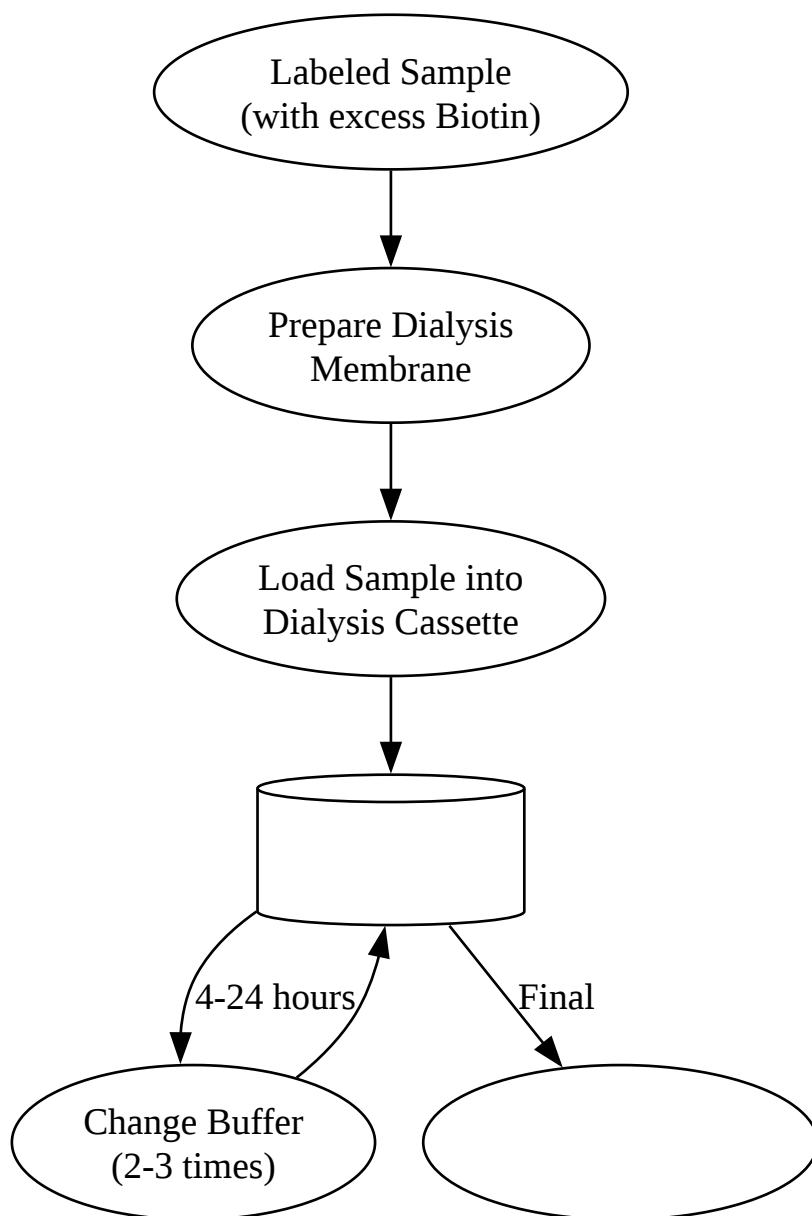 Labeled Sample
(with excess Biotin)
Prepare Dialysis
Membrane
Load Sample into
Dialysis Cassette
4-24 hours
Final
Change Buffer
(2-3 times)